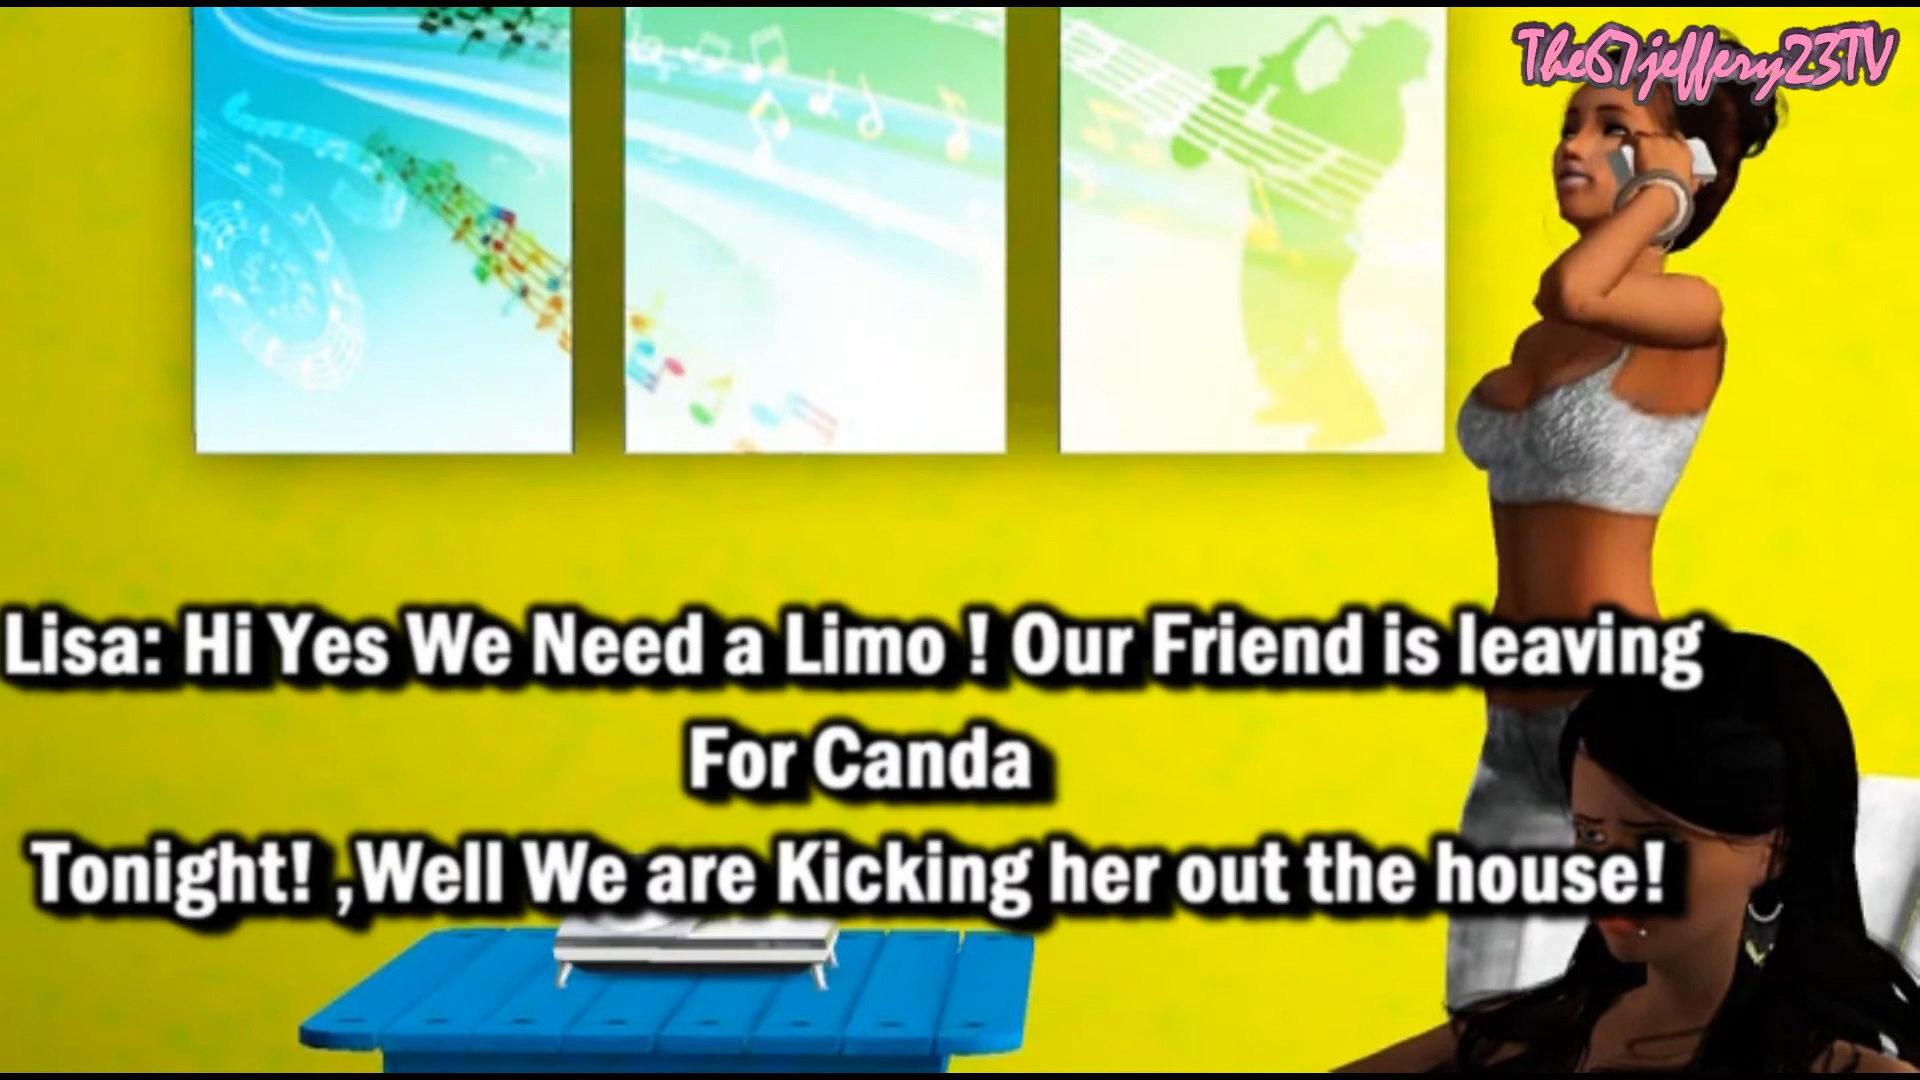 The67jeffery23TV
Lisa: Hi Yes We Need a Limo ! Our Friend is leaving
For Canda
Tonight! ,Well We are Kicking her out the house!